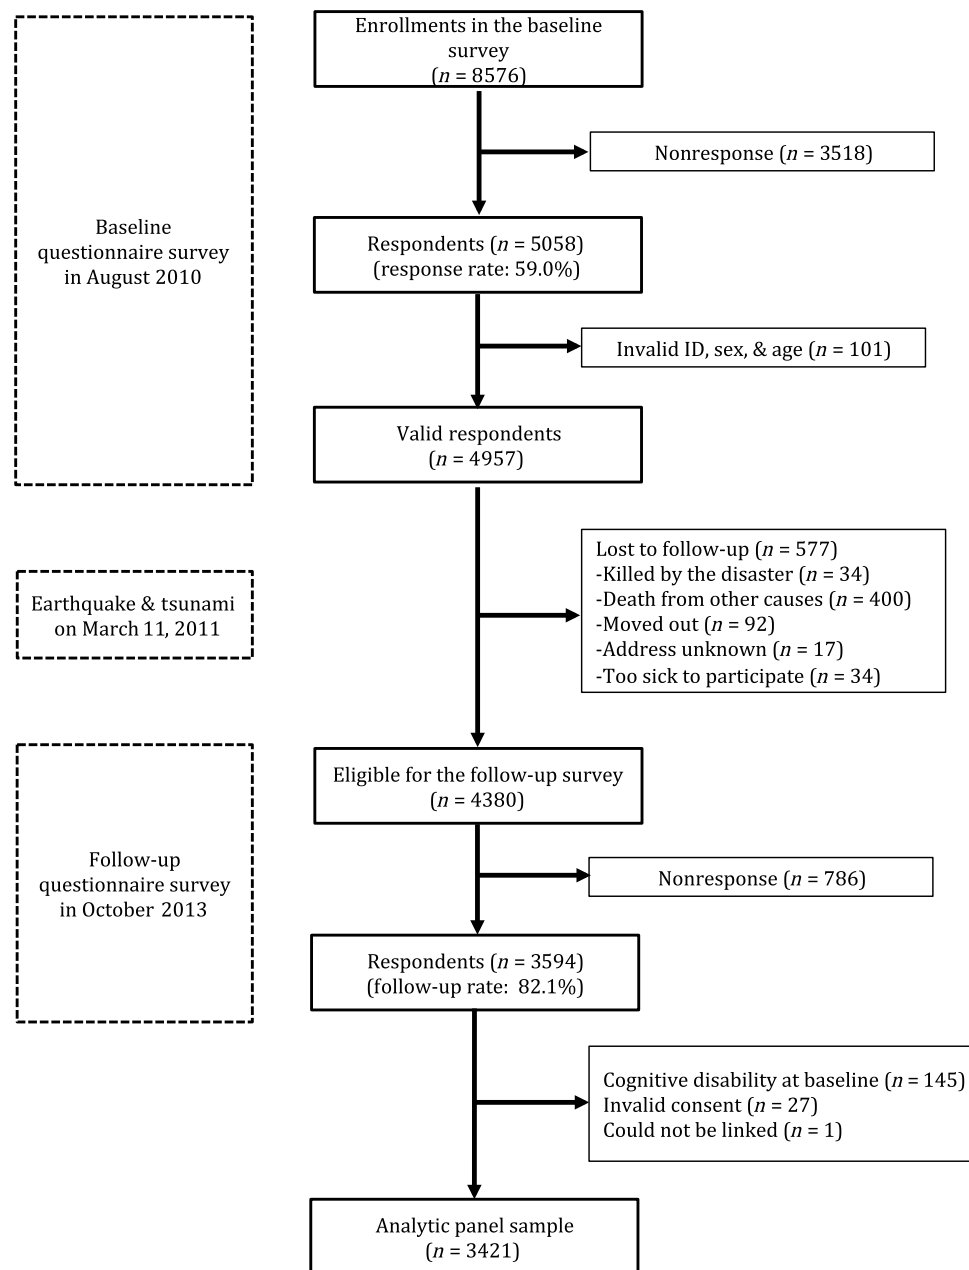 Enrollments in the baseline
survey
(n = 8576)
Nonresponse (n = 3518)
Baseline
questionnaire survey
in August 2010
Respondents (n = 5058)
(response rate: 59.0%)
Invalid ID, sex, & age (n = 101)
Valid respondents
(n = 4957)
Earthquake & tsunami
on March 11, 2011
Lost to follow-up (n = 577)
-Killed by the disaster (n = 34)
-Death from other causes (n = 400)
-Moved out (n = 92)
-Address unknown (n = 17)
-Too sick to participate (n = 34)
Eligible for the follow-up survey
(n = 4380)
Follow-up
questionnaire survey
in October 2013
Nonresponse (n = 786)
Respondents (n = 3594)
(follow-up rate:  82.1%)
Cognitive disability at baseline (n = 145)
Invalid consent (n = 27)
Could not be linked (n = 1)
Analytic panel sample
(n = 3421)